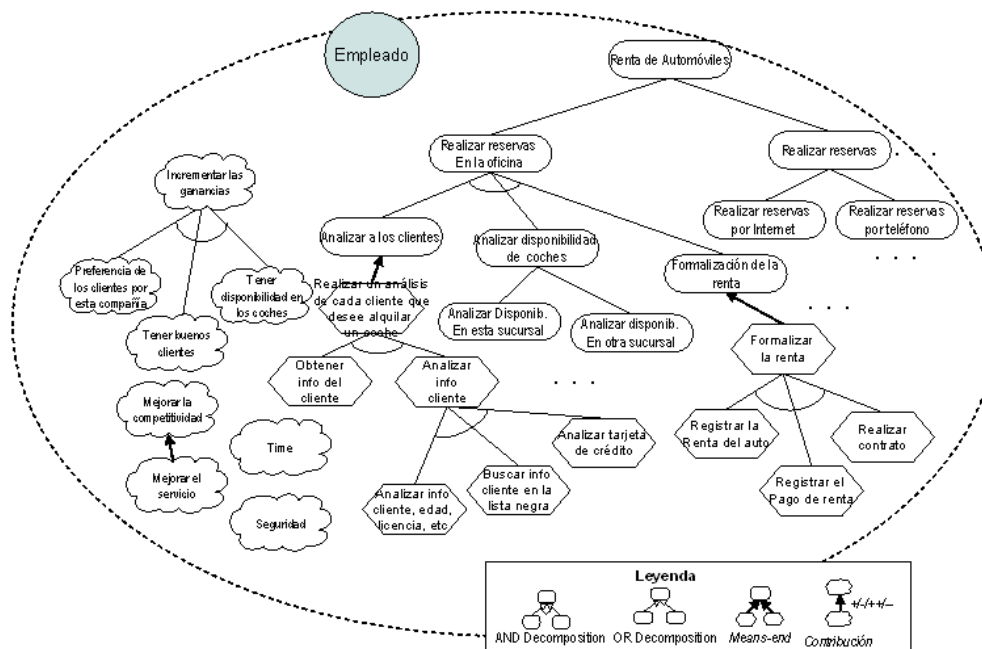 Empleado
Renta de Automóviles
Realizar reservas
En la oficina
Realizar reservas
. . .
Incrementar las
ganancias
Analizar a los clientes
Analizar disponibilidad
de coches
Realizar reservas
por Internet
Realizar reservas
por teléfono
. . .
Preferencia de
los clientes por
esta compañía
Tener
disponibilidad en
los coches
Formalización de la
renta
Realizar un análisis
de cada cliente que
desee alquilar
un coche
Analizar Disponib.
En esta sucursal
Analizar disponib.
En otra sucursal
Tener buenos
clientes
Formalizar
la renta
Obtener
info del
cliente
Analizar
info
cliente
. . .
Mejorar la
competitividad
Time
Analizar tarjeta
de crédito
Registrar la
Renta del auto
Realizar
contrato
Mejorar el
servicio
Seguridad
Analizar info
cliente, edad,
licencia, etc
Buscar info
cliente en la
lista negra
Registrar el
Pago de renta
Leyenda
+/-/++/--
AND Decomposition
OR Decomposition
Means-end
Contribución